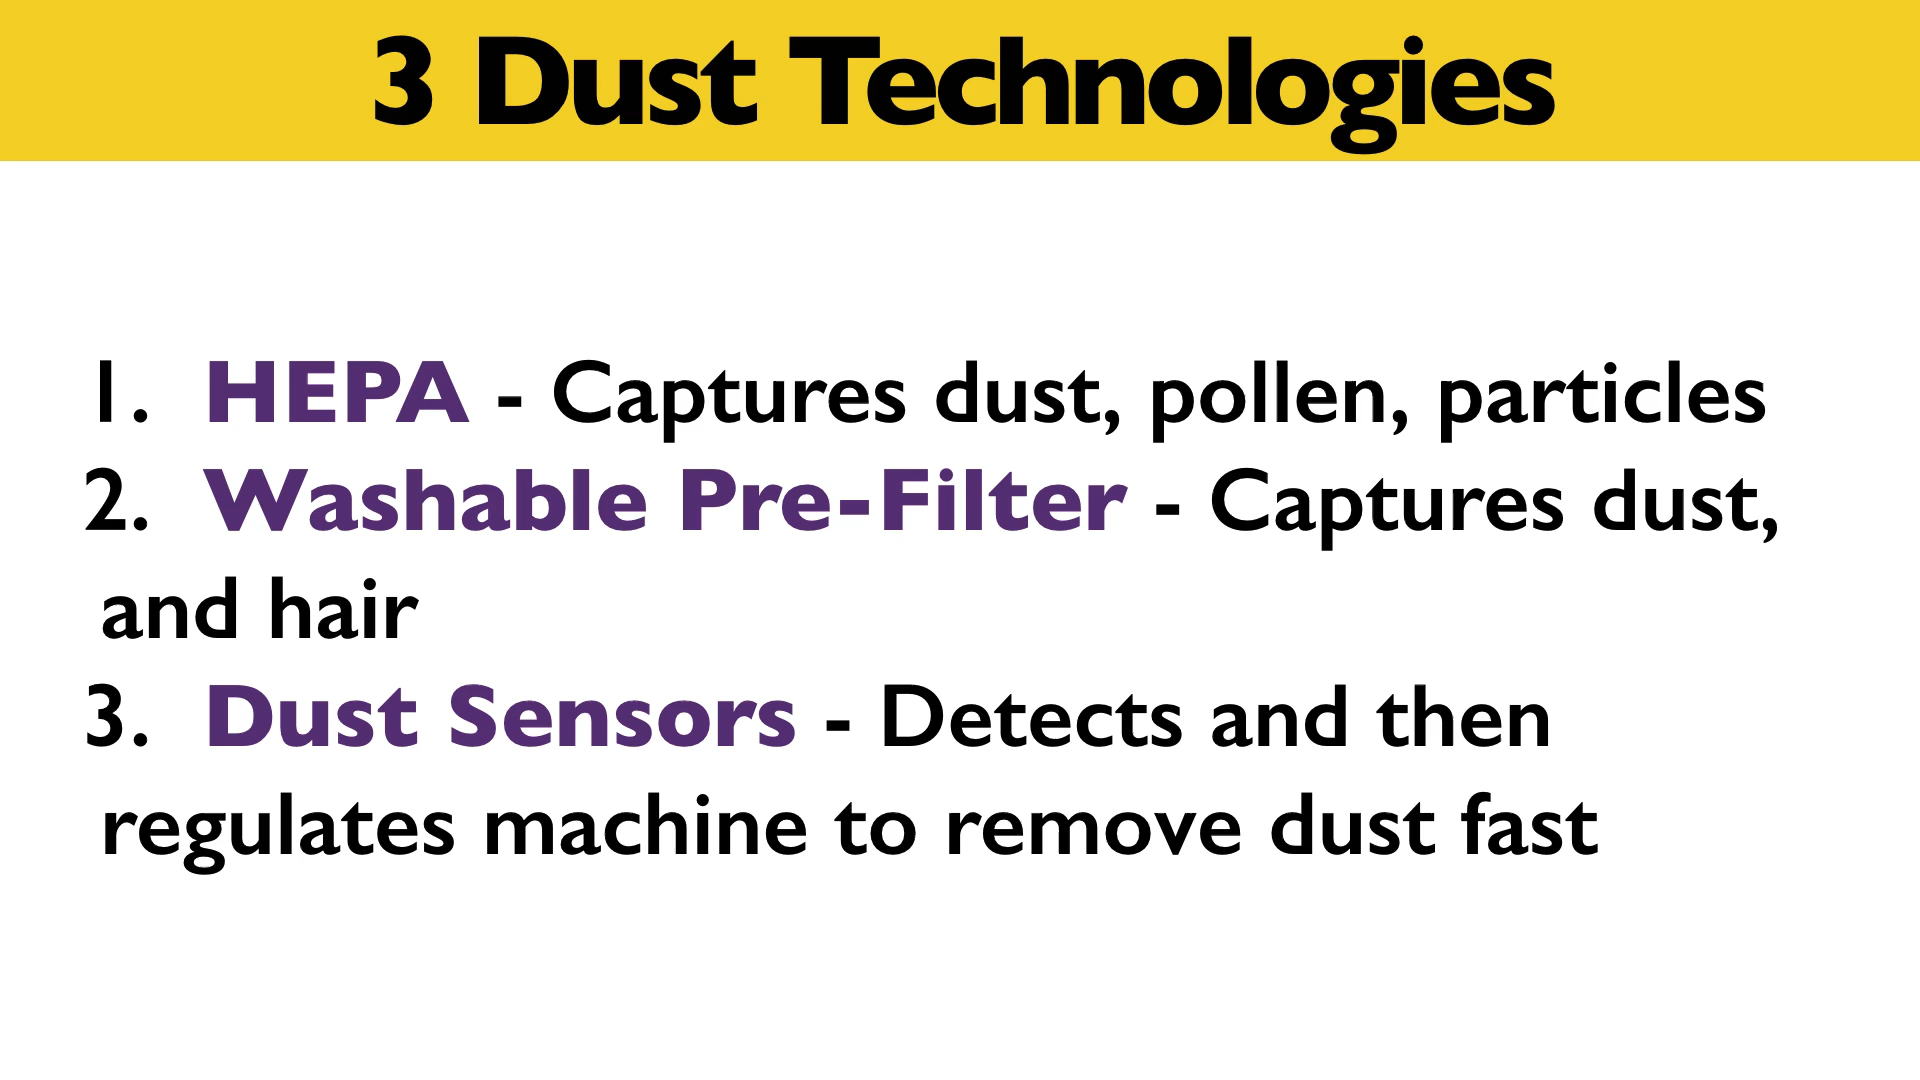 3 Dust Technologies
1. HEPA - Captures dust, pollen, particles
2. Washable Pre-Filter - Captures dust,
and hair
3. Dust Sensors - Detects and then
regulates machine to remove dust fast